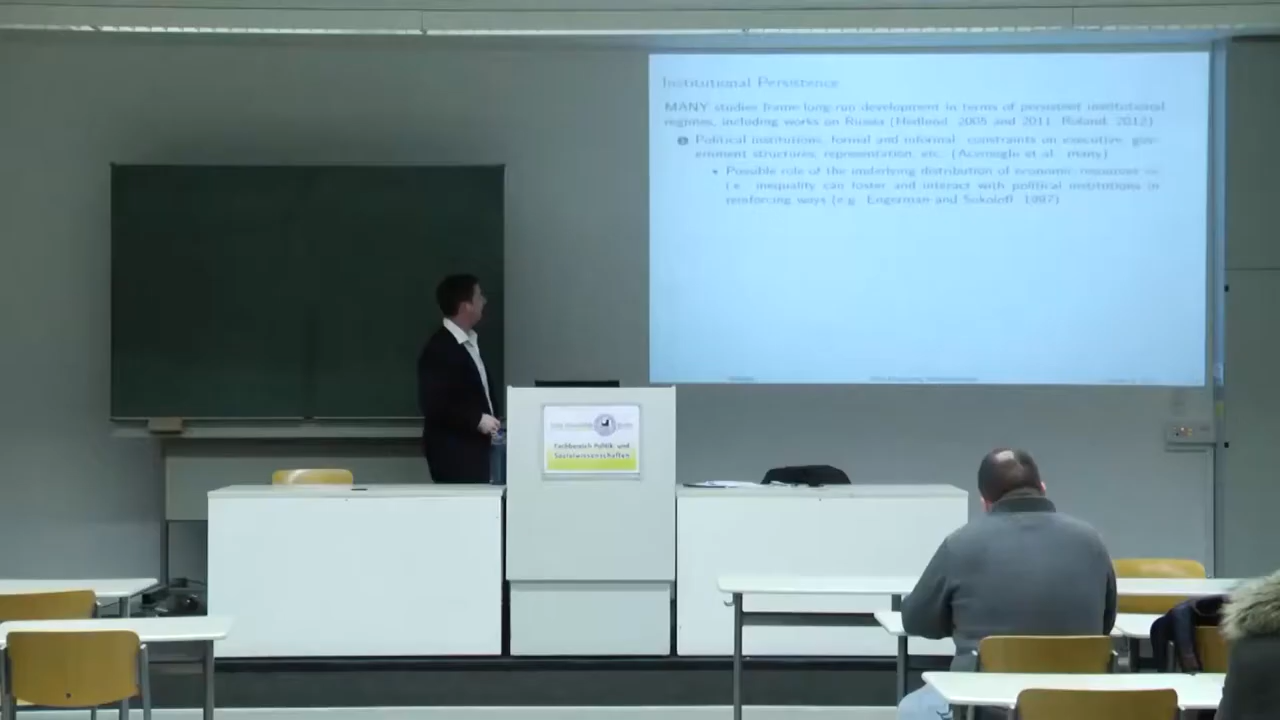 Institutional Persistence
MANY studies frame long-run development in terms of persistent institutional
regimes, including works on Russia (Hedlund 2005 and 2011, Roland 2012)
1 Political institutions, formal and informal: constraints on executive, gov-
ernment structures, representation, etc. (Acemoglu et al. many)
• Possible role of the underlying distribution of economic resources
i.e. inequality can foster and interact with political institutions in
reinforcing ways (e.g. Engerman and Sokoloff 1997)
Fachbereich Politik- und
Sozialwissenschaften